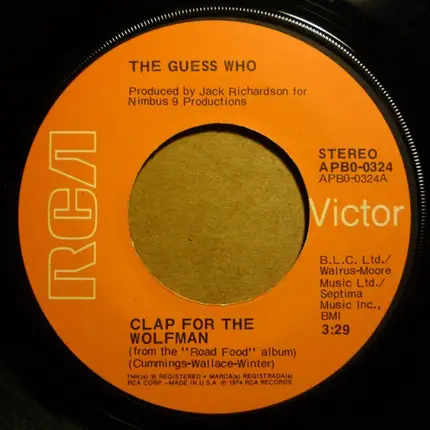 THE GUESS WHO
Produced by Jack Richardson for
Nimbus 9 Productions
RCA
STEREO
APBO-0324
APBO-0324A
Victor
B.L.C. Ltd./
Walrus-Moore
Music Ltd./
Septima
Music Inc.,
BMI
3:29
CLAP FOR THE
WOLFMAN
(from the "Road Food" album)
(Cummings-Wallace-Winter)
TMK(s) ® REGISTERED • MARCA(s) REGISTRADA(s)
RCA CORP.–MADE IN U.S.A. ℗ 1974 RCA RECORDS